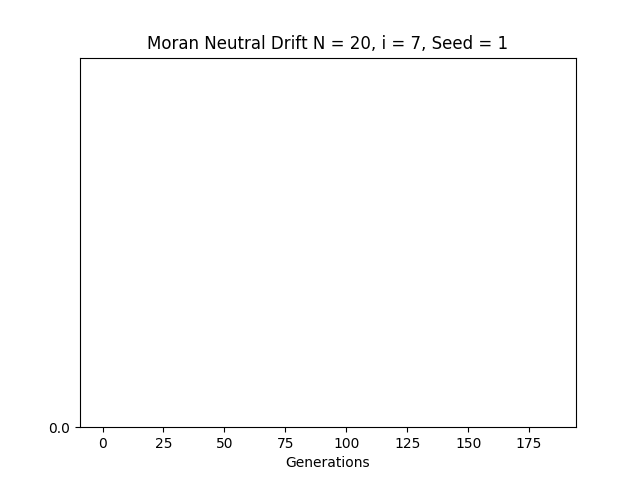 Moran Neutral Drift N = 20, i = 7, Seed = 1
0.0
0 25 50 75 100 125 150 175
Generations